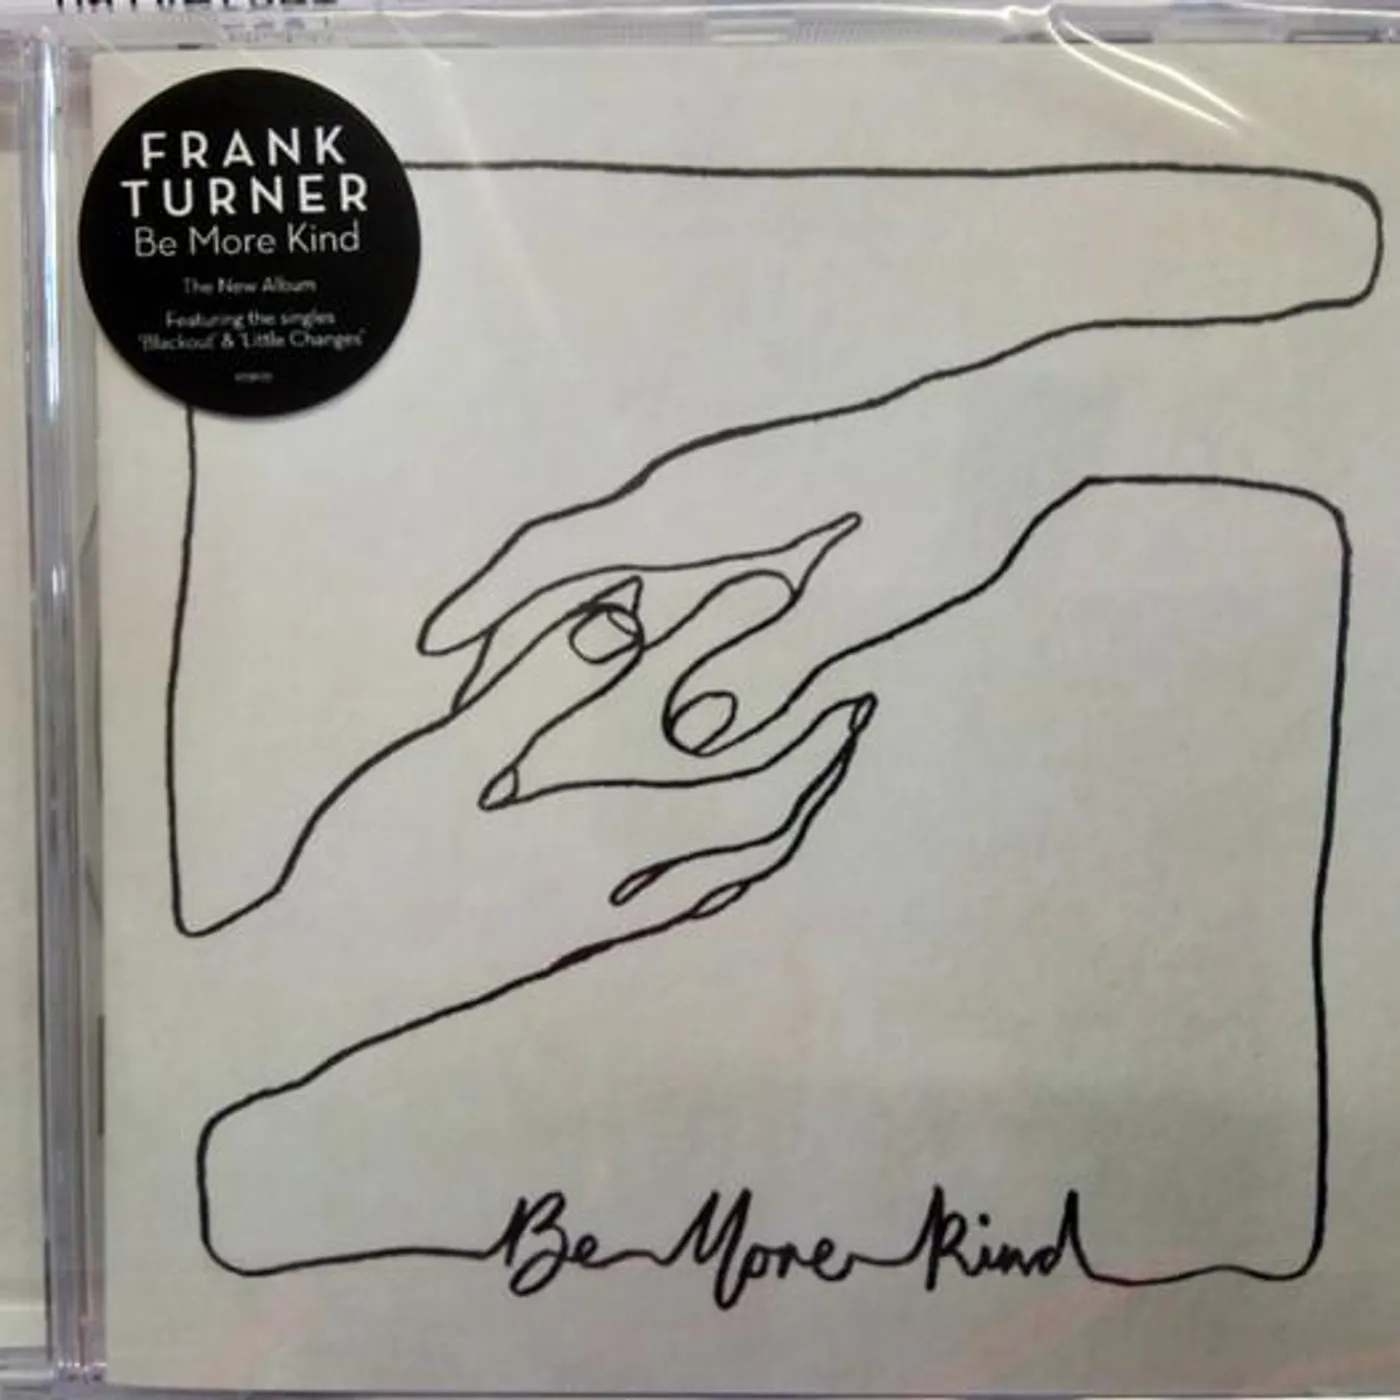 FRANK
TURNER
Be More Kind
The New Album
Featuring the singles
'Blackout' & 'Little Changes'
Be More Kind